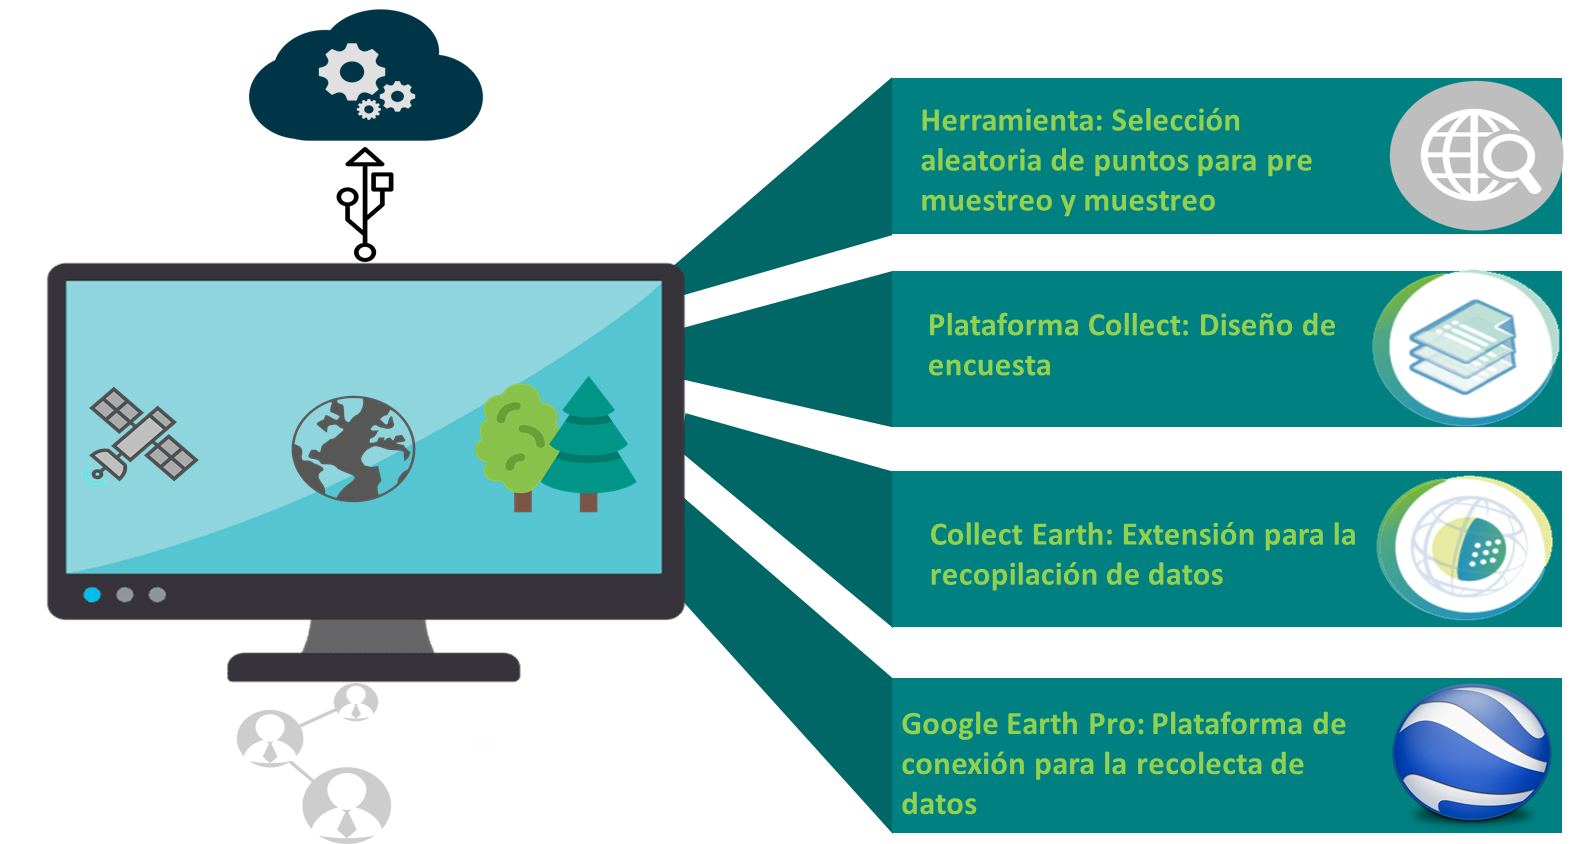 Herramienta: Selección
aleatoria de puntos para pre
muestreo y muestreo
Plataforma Collect: Diseño de
encuesta
Collect Earth: Extensión para la
recopilación de datos
Google Earth Pro: Plataforma de
conexión para la recolecta de
datos